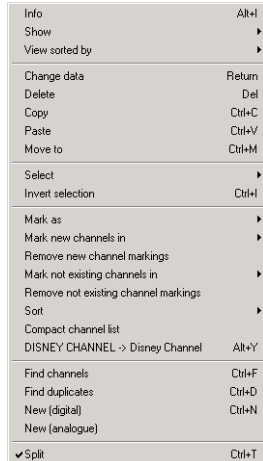 Info Alt+I
Show
View sorted by
Change data Return
Delete Del
Copy Ctrl+C
Paste Ctrl+V
Move to Ctrl+M
Select
Invert selection Ctrl+I
Mark as
Mark new channels in
Remove new channel markings
Mark not existing channels in
Remove not existing channel markings
Sort
Compact channel list
DISNEY CHANNEL -> Disney Channel Alt+Y
Find channels Ctrl+F
Find duplicates Ctrl+D
New (digital) Ctrl+N
New (analogue)
Split Ctrl+T